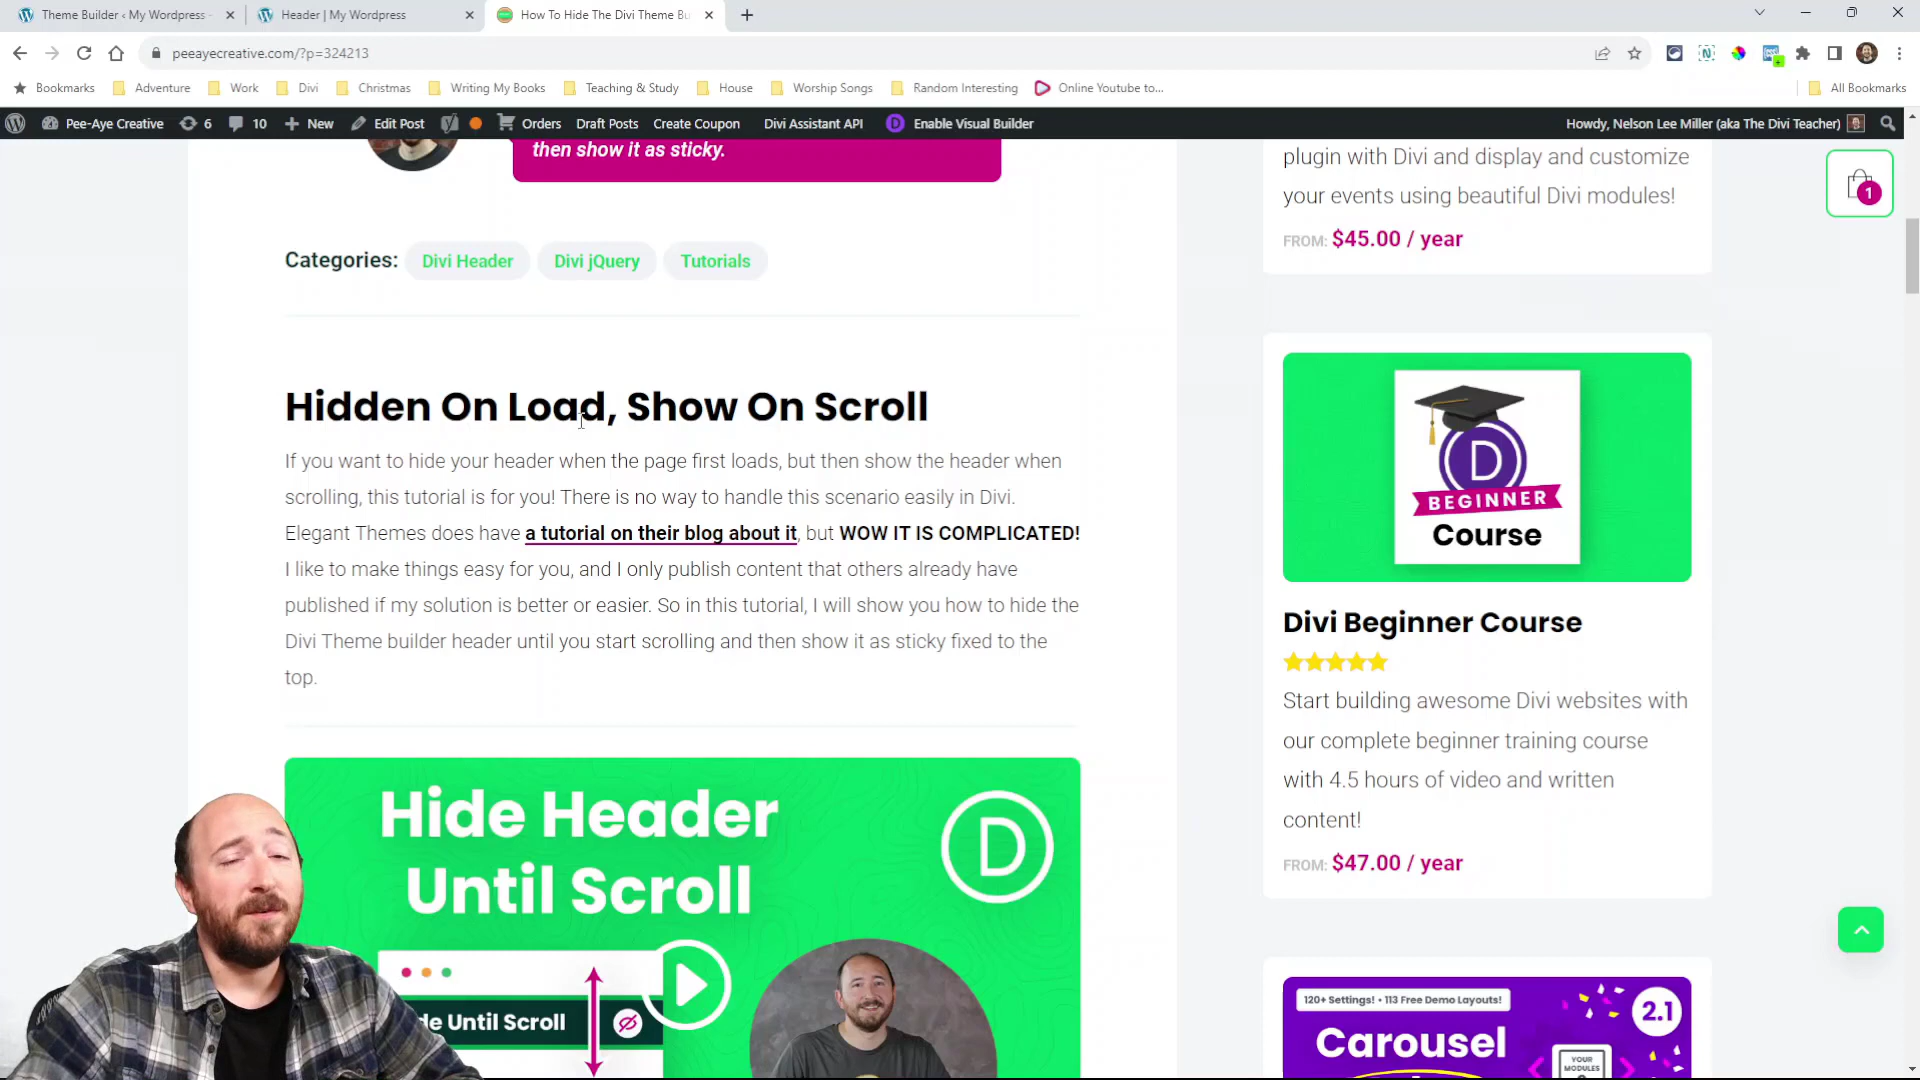 Theme Builder ‹ My Wordpress -
Header | My Wordpress
How To Hide The Divi Theme Bu
peeayecreative.com/?p=324213
Bookmarks
Adventure
Work
Divi
Christmas
Writing My Books
Teaching & Study
House
Worship Songs
Random Interesting
Online Youtube to...
All Bookmarks
Pee-Aye Creative
6
10
New
Edit Post
Orders
Draft Posts
Create Coupon
Divi Assistant API
Enable Visual Builder
Howdy, Nelson Lee Miller (aka The Divi Teacher)
then show it as sticky.
Categories:
Divi Header
Divi jQuery
Tutorials
Hidden On Load, Show On Scroll
If you want to hide your header when the page first loads, but then show the header when
scrolling, this tutorial is for you! There is no way to handle this scenario easily in Divi.
Elegant Themes does have a tutorial on their blog about it, but WOW IT IS COMPLICATED!
I like to make things easy for you, and I only publish content that others already have
published if my solution is better or easier. So in this tutorial, I will show you how to hide the
Divi Theme builder header until you start scrolling and then show it as sticky fixed to the
top.
Hide Header
Until Scroll
D
de Until Scroll
plugin with Divi and display and customize
your events using beautiful Divi modules!
FROM: $45.00 / year
1
D
BEGINNER
Course
Divi Beginner Course
Start building awesome Divi websites with
our complete beginner training course
with 4.5 hours of video and written
content!
FROM: $47.00 / year
120+ Settings! • 113 Free Demo Layouts!
2.1
Carousel
YOUR
MODULES